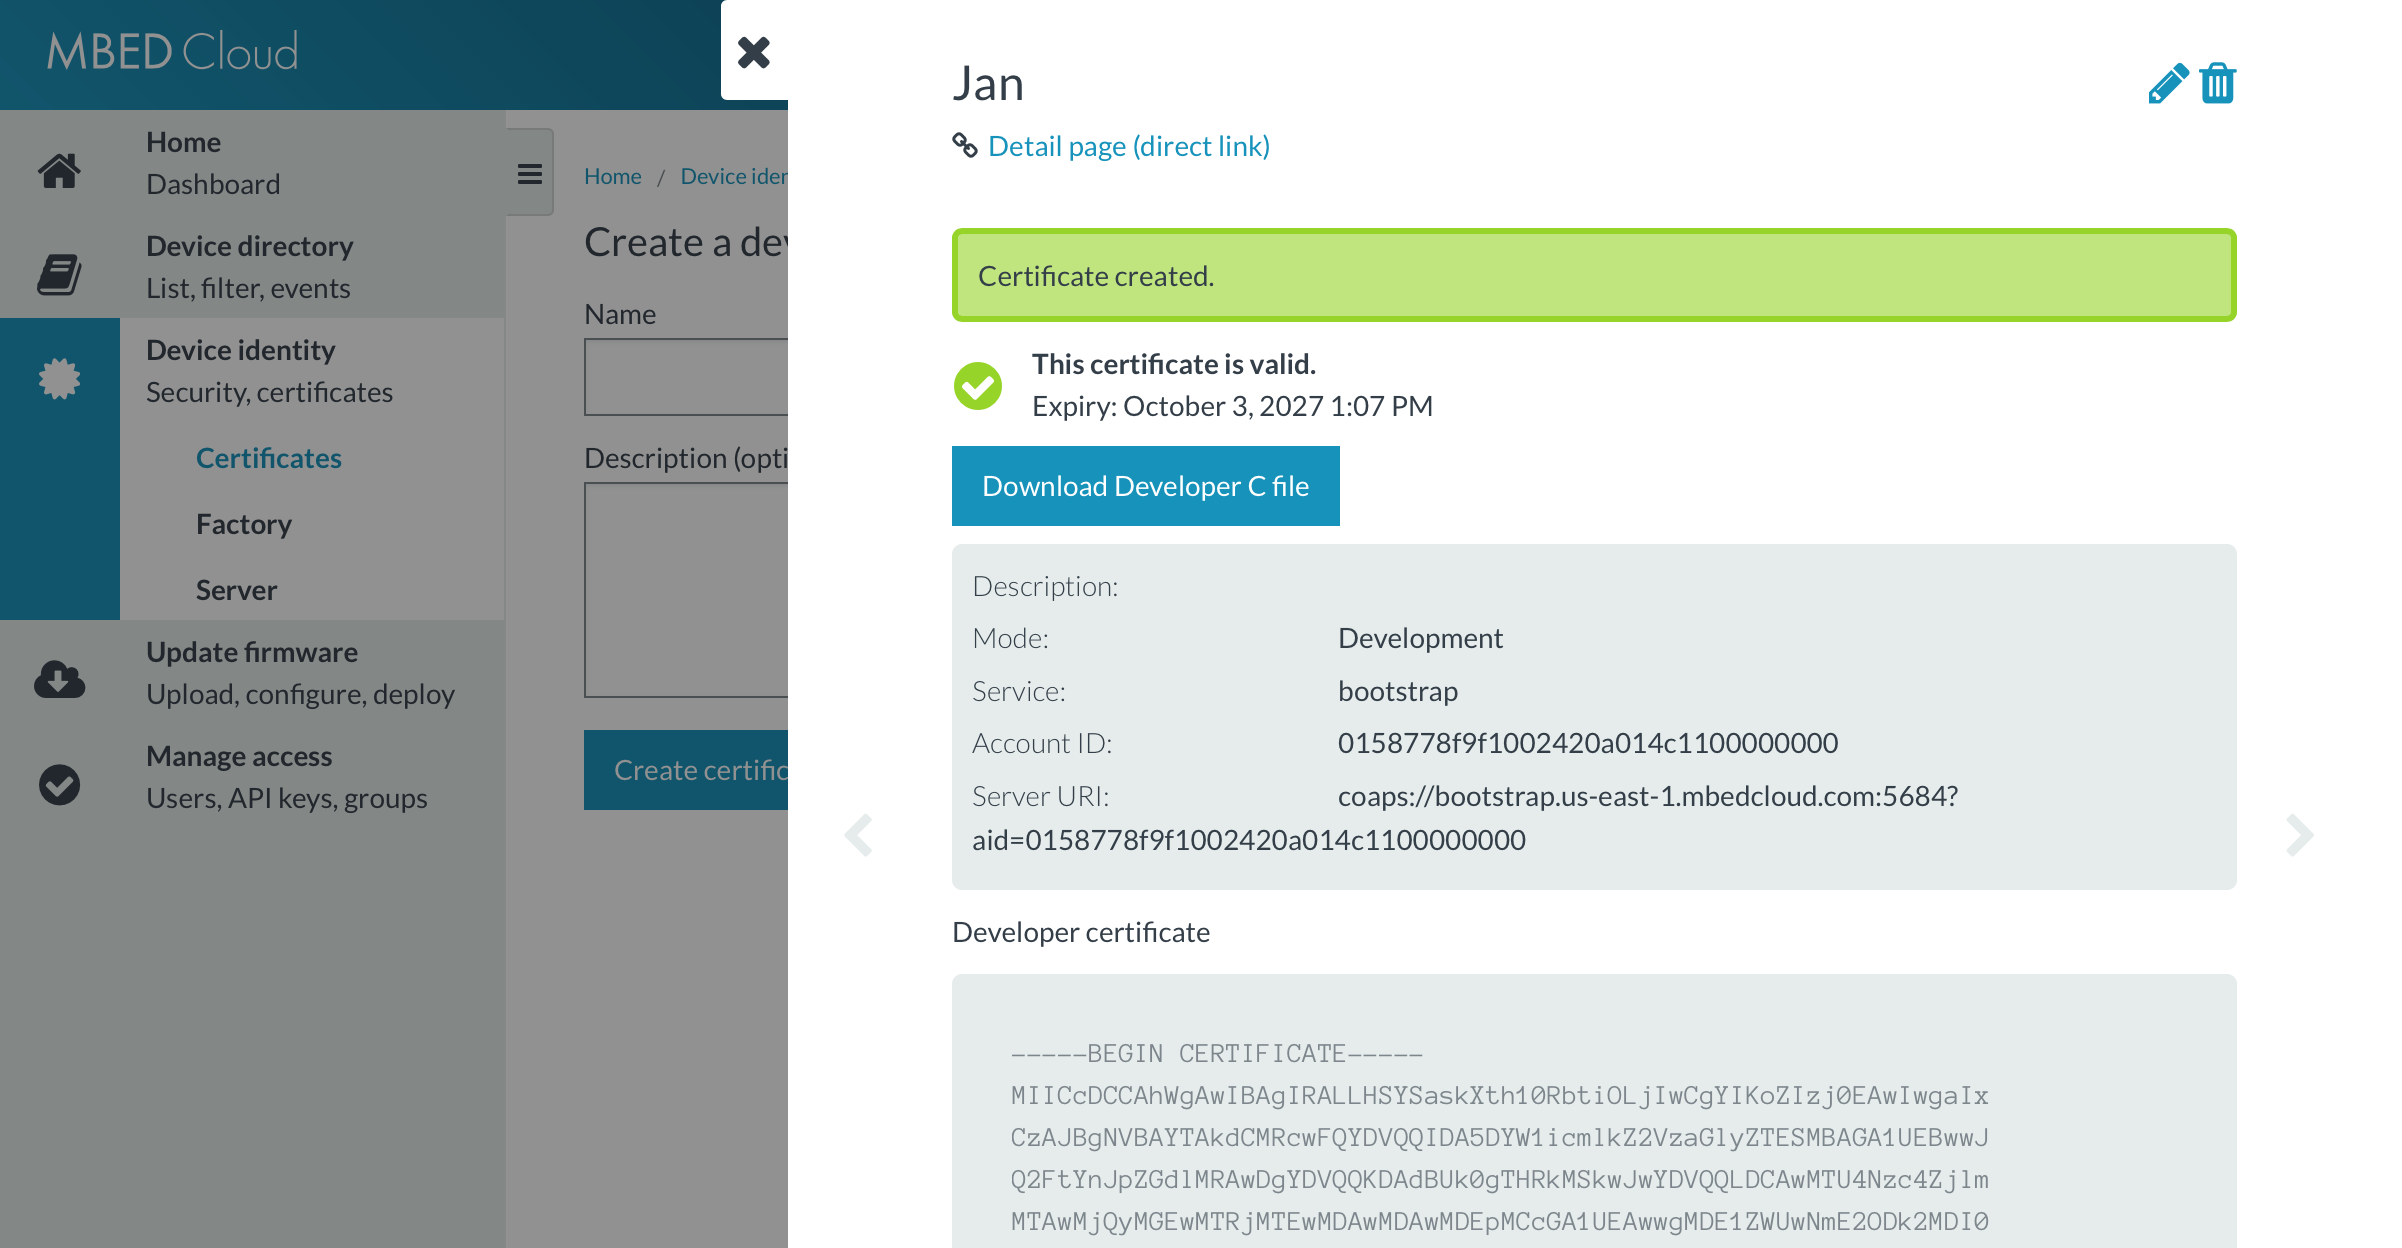 MBED Cloud
Home
Dashboard
Device directory
List, filter, events
Device identity
Security, certificates
Certificates
Factory
Server
Update firmware
Upload, configure, deploy
Manage access
Users, API keys, groups
Home / Device iden
Create a dev
Name
Description (opti
Create certific
Jan
Detail page (direct link)
Certificate created.
This certificate is valid.
Expiry: October 3, 2027 1:07 PM
Download Developer C file
Description:
Mode: Development
Service: bootstrap
Account ID: 0158778f9f1002420a014c1100000000
Server URI: coaps://bootstrap.us-east-1.mbedcloud.com:5684?
aid=0158778f9f1002420a014c1100000000
Developer certificate
-----BEGIN CERTIFICATE-----
MIICcDCCAhWgAwIBAgIRALLHSYSaskXth10RbtiOLjIwCgYIKoZIzj0EAwIwgaIx
CzAJBgNVBAYTAkdCMRcwFQYDVQQIDA5DYW1icmlkZ2VzaGlyZTESMBAGA1UEBwwJ
Q2FtYnJpZGdlMRAwDgYDVQQKDAdBUk0gTHRkMSkwJwYDVQQLDCAwMTU4Nzc4Zjlm
MTAwMjQyMGEwMTRjMTEwMDAwMDAwMDEpMCcGA1UEAwwgMDE1ZWUwNmE2ODk2MDI0